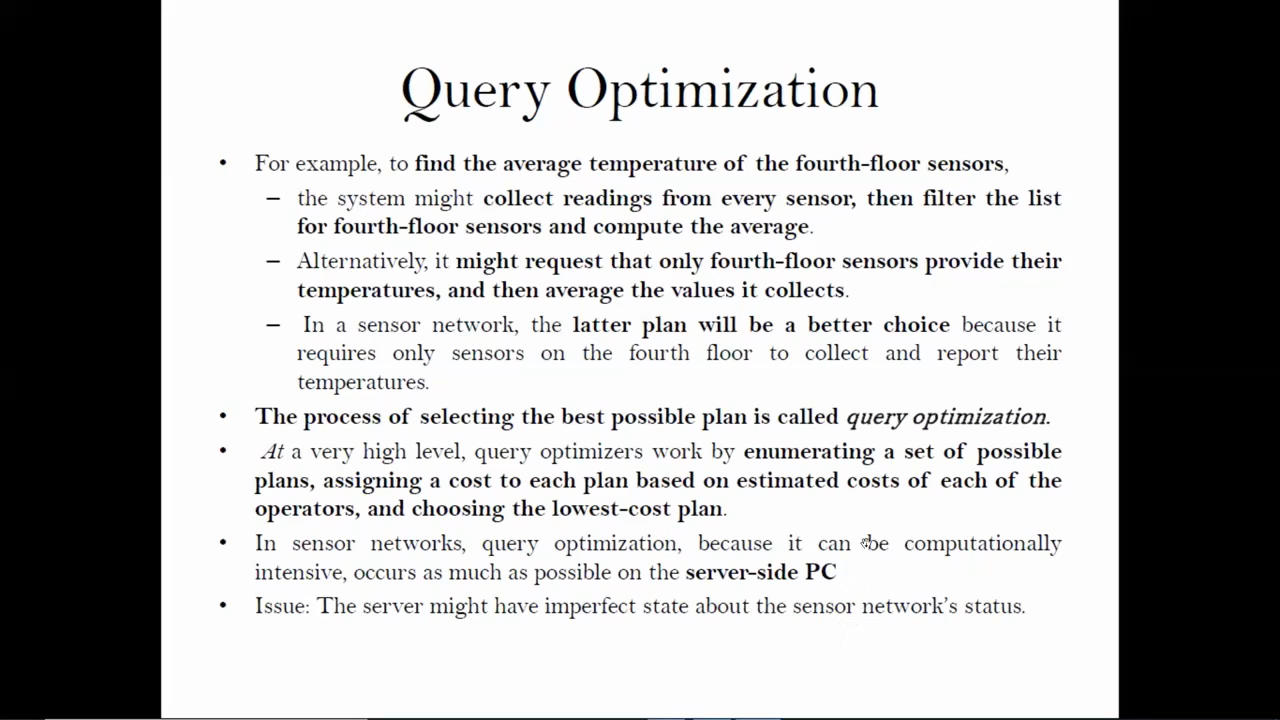 Query Optimization
• For example, to find the average temperature of the fourth-floor sensors,
– the system might collect readings from every sensor, then filter the list
for fourth-floor sensors and compute the average.
– Alternatively, it might request that only fourth-floor sensors provide their
temperatures, and then average the values it collects.
– In a sensor network, the latter plan will be a better choice because it
requires only sensors on the fourth floor to collect and report their
temperatures.
• The process of selecting the best possible plan is called query optimization.
• At a very high level, query optimizers work by enumerating a set of possible
plans, assigning a cost to each plan based on estimated costs of each of the
operators, and choosing the lowest-cost plan.
• In sensor networks, query optimization, because it can be computationally
intensive, occurs as much as possible on the server-side PC
• Issue: The server might have imperfect state about the sensor network's status.